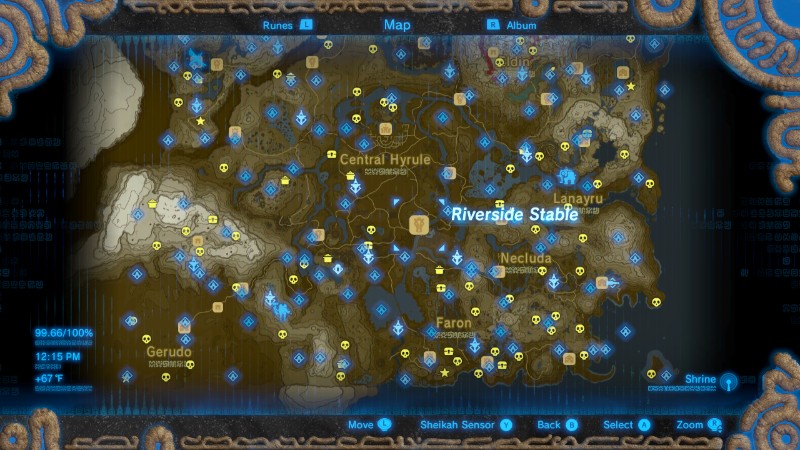 Runes L
Map
R Album
Eldin
Central Hyrule
Lanayru
Riverside Stable
Necluda
Faron
Gerudo
99.66/100%
12:15 PM
+67 °F
Shrine
Move L
Sheikah Sensor Y
Back B
Select A
Zoom R